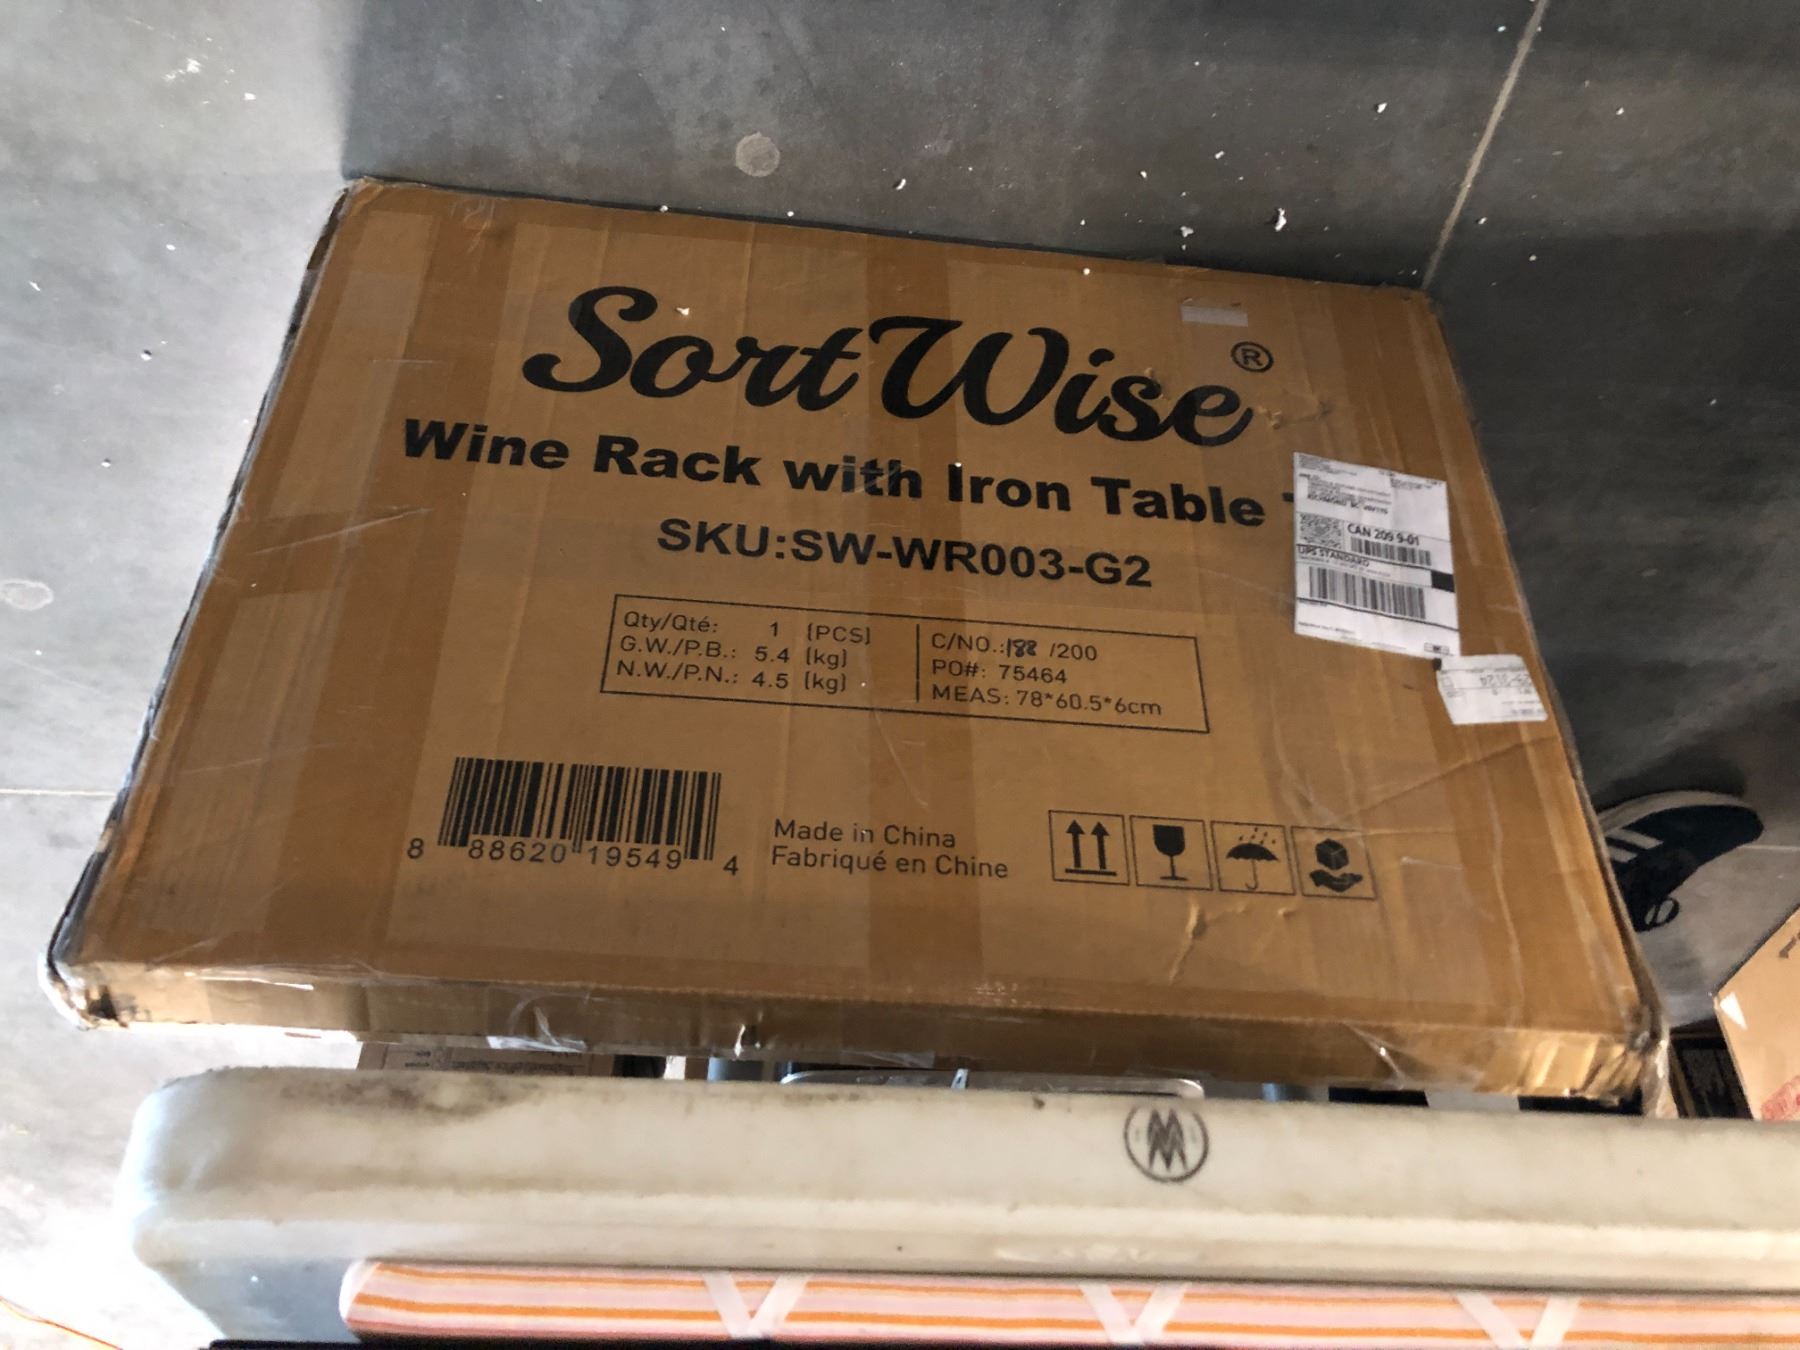 SortWise®
Wine Rack with Iron Table
SKU:SW-WR003-G2
Qty/Qté: 1 (PCS)
G.W./P.B.: 5.4 (kg)
N.W./P.N.: 4.5 (kg)
C/NO.:188 /200
PO#: 75464
MEAS: 78*60.5*6cm
8 88620 19549 4
Made in China
Fabriqué en Chine
RICHMOND BC
CAN 209 9-01
UPS STANDARD